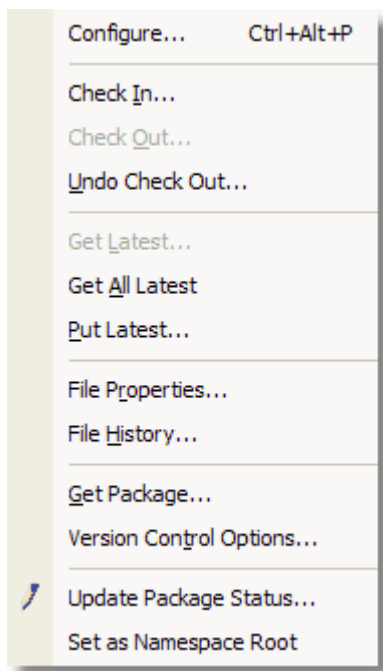 Configure... Ctrl+Alt+P
Check In...
Check Out...
Undo Check Out...
Get Latest...
Get All Latest
Put Latest...
File Properties...
File History...
Get Package...
Version Control Options...
Update Package Status...
Set as Namespace Root